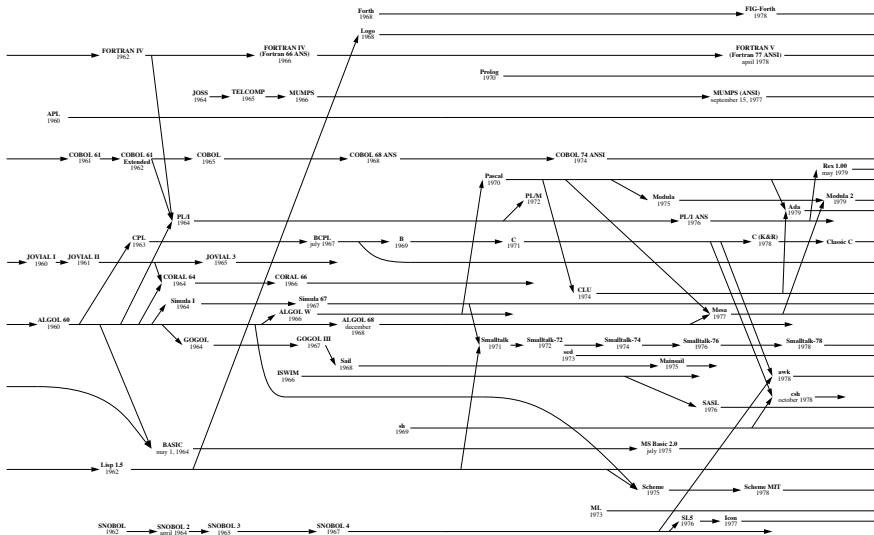 Forth
1968
FIG-Forth
1978
Logo
1968
FORTRAN IV
1962
FORTRAN IV
(Fortran 66 ANS)
1966
FORTRAN V
(Fortran 77 ANSI)
april 1978
Prolog
1970
JOSS
1964
TELCOMP
1965
MUMPS
1966
MUMPS (ANSI)
september 15, 1977
APL
1960
COBOL 61
1961
COBOL 61
Extended
1962
COBOL
1965
COBOL 68 ANS
1968
COBOL 74 ANSI
1974
Rex 1.00
may 1979
Pascal
1970
PL/M
1972
Modula
1975
Modula 2
1979
Ada
1979
PL/I
1964
PL/I ANS
1976
CPL
1963
BCPL
july 1967
B
1969
C
1971
C (K&R)
1978
Classic C
JOVIAL I
1960
JOVIAL II
1961
JOVIAL 3
1965
CORAL 64
1964
CORAL 66
1966
CLU
1974
Simula I
1964
Simula 67
1967
ALGOL W
1966
Mesa
1977
ALGOL 60
1960
ALGOL 68
december
1968
GOGOL
1964
GOGOL III
1967
Smalltalk
1971
Smalltalk-72
1972
Smalltalk-74
1974
Smalltalk-76
1976
Smalltalk-78
1978
sed
1973
Sail
1968
Mainsail
1975
ISWIM
1966
awk
1978
SASL
1976
csh
october 1978
sh
1969
BASIC
may 1, 1964
MS Basic 2.0
july 1975
Lisp 1.5
1962
Scheme
1975
Scheme MIT
1978
ML
1973
SNOBOL
1962
SNOBOL 2
april 1964
SNOBOL 3
1965
SNOBOL 4
1967
SL5
1976
Icon
1977